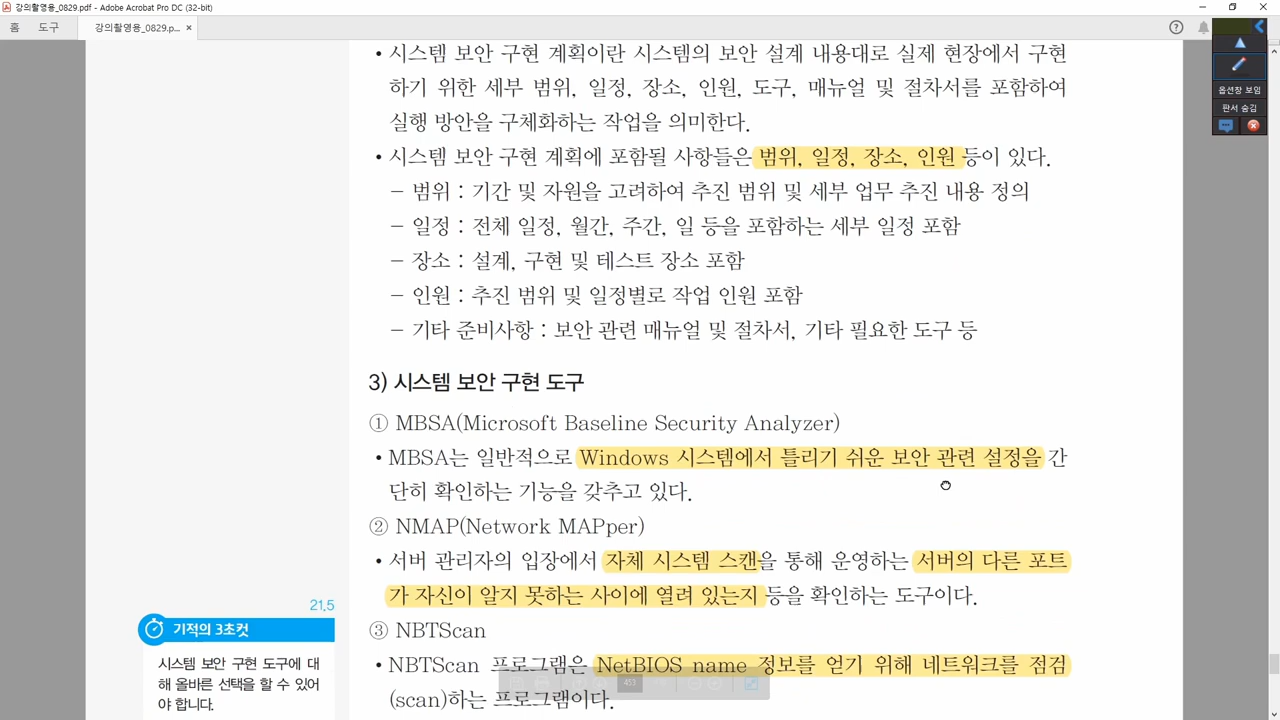 강의촬영용_0829.pdf - Adobe Acrobat Pro DC (32-bit)
홈 도구 강의촬영용_0829.p... ×
옵션창 보임
판서 숨김
• 시스템 보안 구현 계획이란 시스템의 보안 설계 내용대로 실제 현장에서 구현
하기 위한 세부 범위, 일정, 장소, 인원, 도구, 매뉴얼 및 절차서를 포함하여
실행 방안을 구체화하는 작업을 의미한다.
• 시스템 보안 구현 계획에 포함될 사항들은 범위, 일정, 장소, 인원 등이 있다.
– 범위 : 기간 및 자원을 고려하여 추진 범위 및 세부 업무 추진 내용 정의
– 일정 : 전체 일정, 월간, 주간, 일 등을 포함하는 세부 일정 포함
– 장소 : 설계, 구현 및 테스트 장소 포함
– 인원 : 추진 범위 및 일정별로 작업 인원 포함
– 기타 준비사항 : 보안 관련 매뉴얼 및 절차서, 기타 필요한 도구 등
3) 시스템 보안 구현 도구
① MBSA(Microsoft Baseline Security Analyzer)
• MBSA는 일반적으로 Windows 시스템에서 틀리기 쉬운 보안 관련 설정을 간
단히 확인하는 기능을 갖추고 있다.
② NMAP(Network MAPper)
• 서버 관리자의 입장에서 자체 시스템 스캔을 통해 운영하는 서버의 다른 포트
가 자신이 알지 못하는 사이에 열려 있는지 등을 확인하는 도구이다.
③ NBTScan
• NBTScan 프로그램은 NetBIOS name 정보를 얻기 위해 네트워크를 점검
(scan)하는 프로그램이다.
453
21.5
기적의 3초컷
시스템 보안 구현 도구에 대
해 올바른 선택을 할 수 있어
야 합니다.